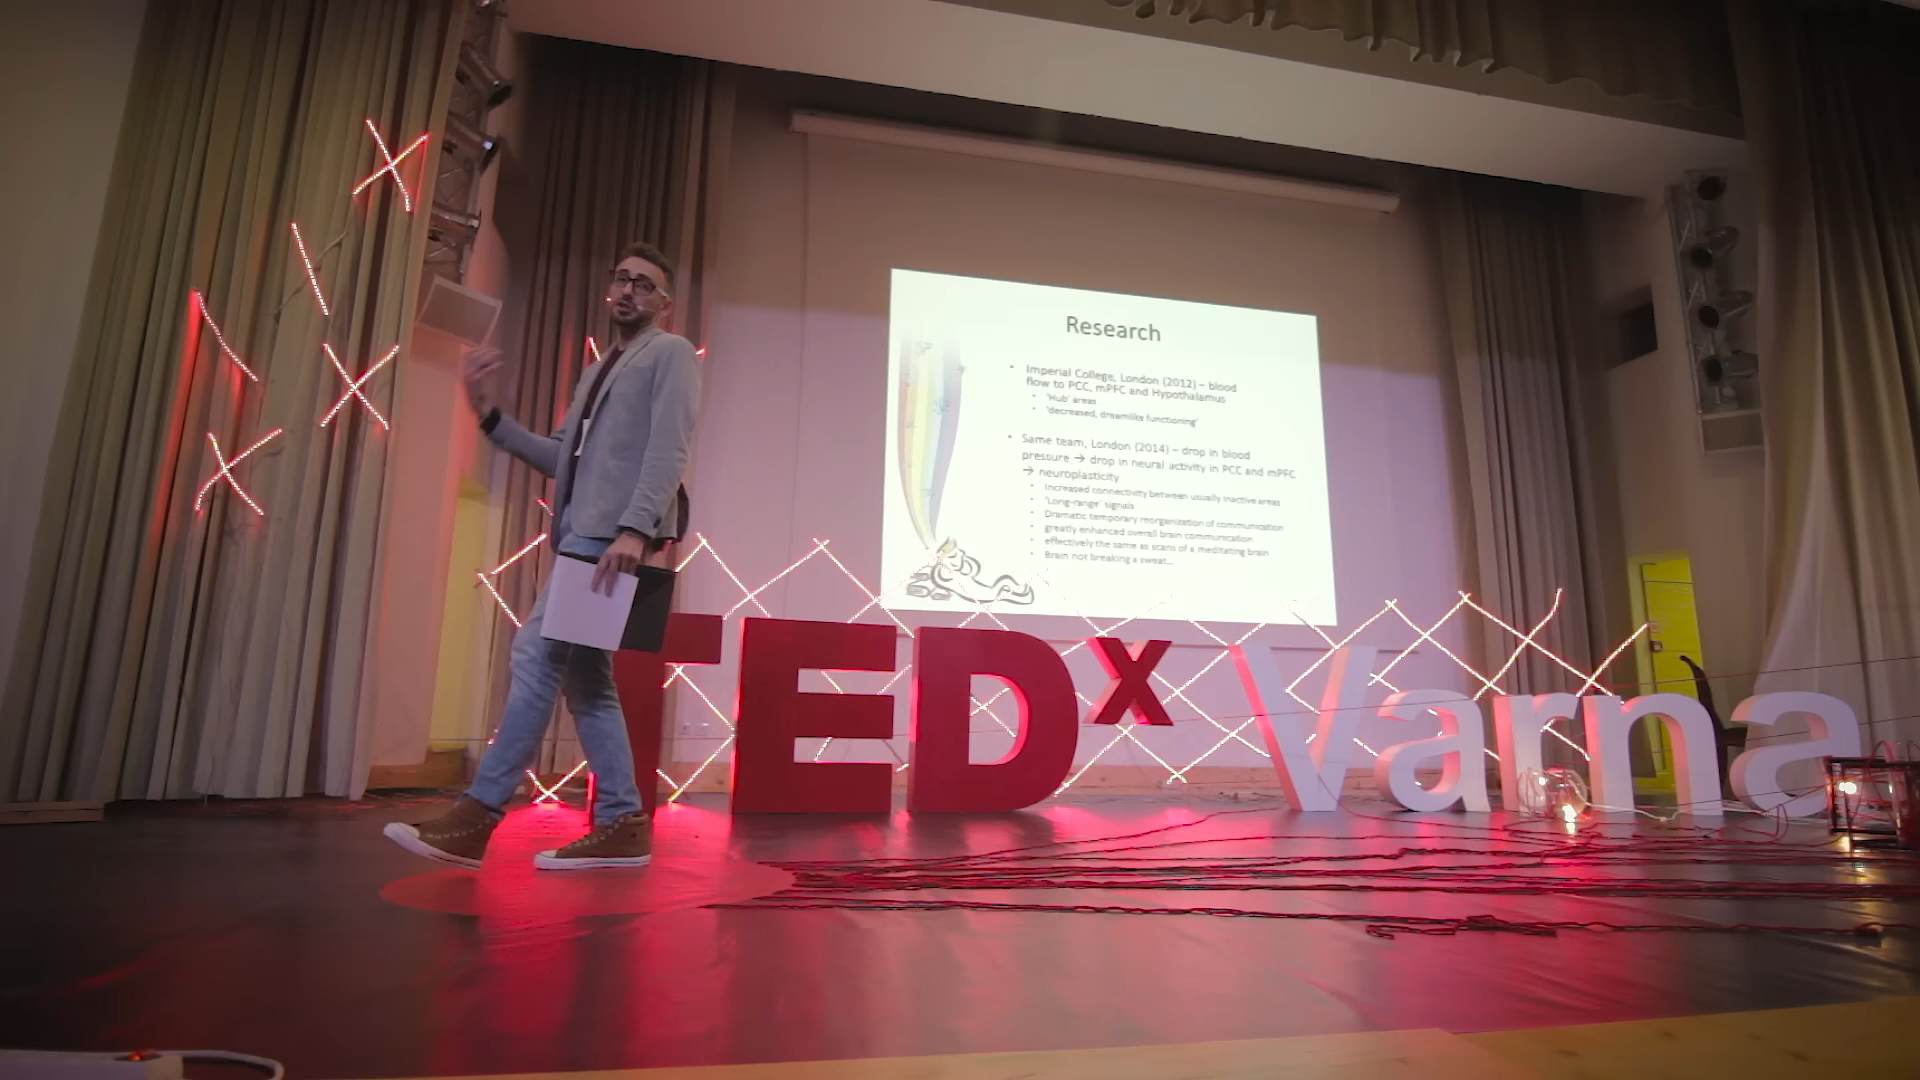 Research
• Imperial College, London (2012) – blood
flow to PCC, mPFC and Hypothalamus
• 'Hub' areas
• 'decreased, dreamlike functioning'
• Same team, London (2014) – drop in blood
pressure → drop in neural activity in PCC and mPFC
→ neuroplasticity
• Increased connectivity between usually inactive areas
• 'Long-range' signals
• Dramatic temporary reorganization of communication
• greatly enhanced overall brain communication
• effectively the same as scans of a meditating brain
• Brain not breaking a sweat...
TEDx Varna